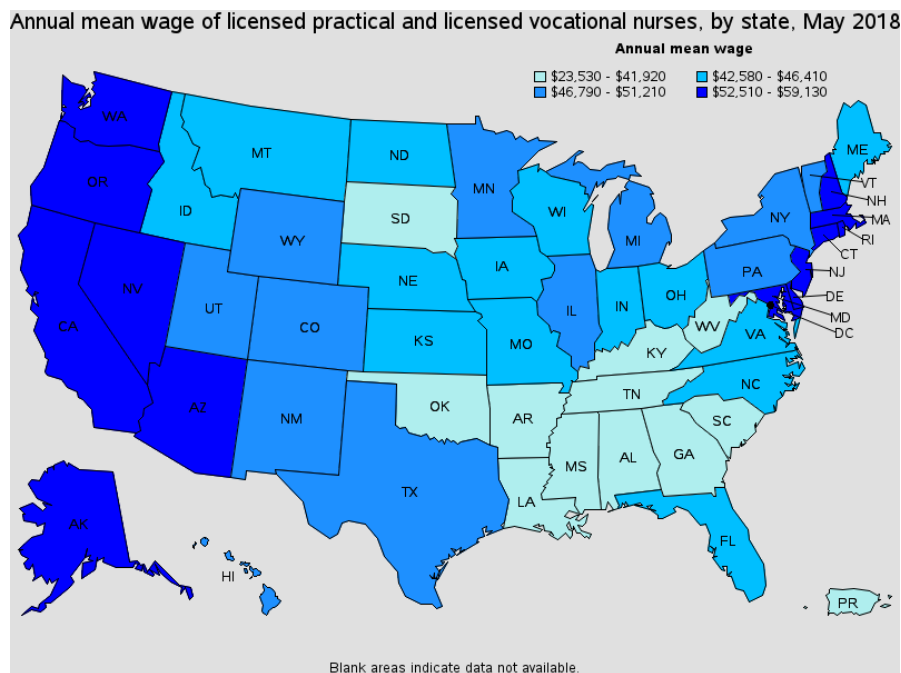 Annual mean wage of licensed practical and licensed vocational nurses, by state, May 2018
Annual mean wage
$23,530 - $41,920 $42,580 - $46,410
$46,790 - $51,210 $52,510 - $59,130
WA
MT
ND
ME
OR
ID
MN
VT
NH
SD
WI
NY
MA
WY
MI
RI
CT
IA
PA
NJ
NV
NE
UT
IL
IN
OH
DE
CA
CO
MD
KS
MO
WV
VA
DC
KY
NC
TN
AZ
OK
NM
AR
SC
GA
MS
AL
TX
LA
AK
FL
HI
PR
Blank areas indicate data not available.